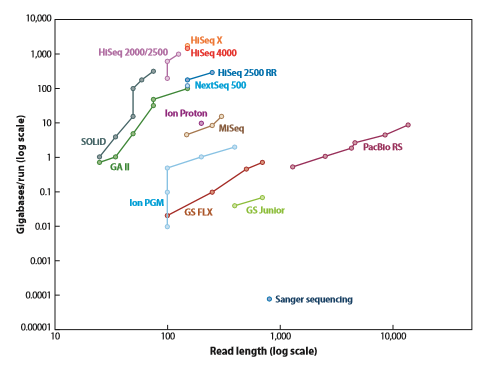 10,000
1,000
100
10
1
0.1
0.01
0.001
0.0001
0.00001
Gigabases/run (log scale)
HiSeq X
HiSeq 2000/2500
HiSeq 4000
HiSeq 2500 RR
NextSeq 500
Ion Proton
MiSeq
SOLiD
PacBio RS
GA II
Ion PGM
GS FLX
GS Junior
Sanger sequencing
10
100
1,000
10,000
Read length (log scale)